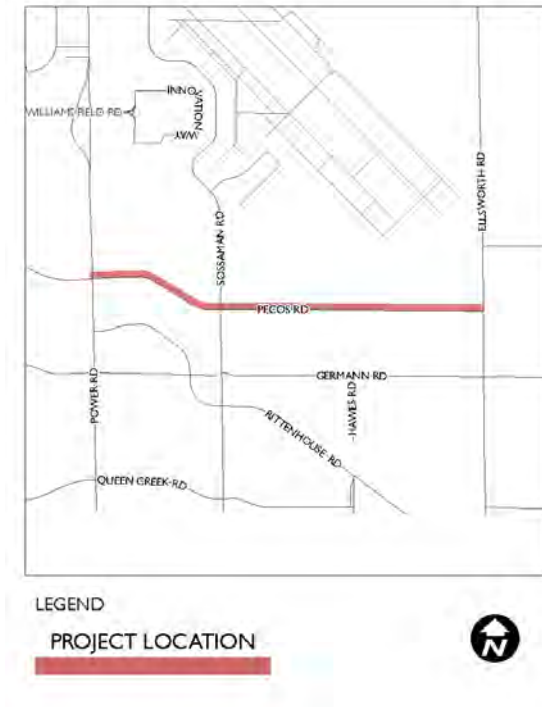 WILLIAMS FIELD RD
INNO
VATION
WAY
SOSSAMAN RD
ELLSWORTH RD
PECOS RD
POWER RD
GERMANN RD
HAWES RD
RITTENHOUSE RD
QUEEN CREEK RD
LEGEND
PROJECT LOCATION
N